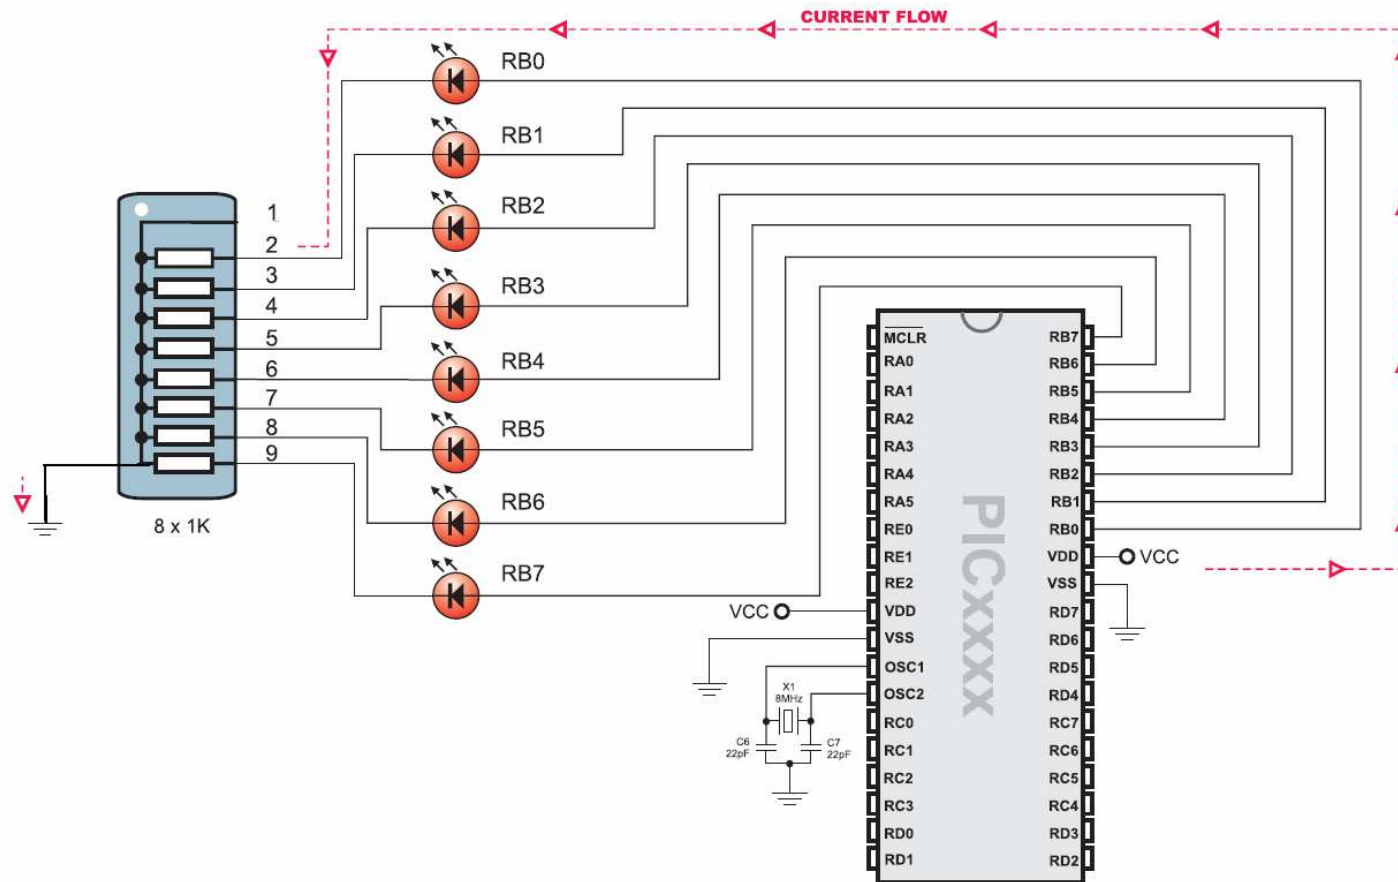 CURRENT FLOW
RB0
RB1
RB2
RB3
RB4
RB5
RB6
RB7
1
2
3
4
5
6
7
8
9
8 x 1K
MCLR
RA0
RA1
RA2
RA3
RA4
RA5
RE0
RE1
RE2
VCC VDD
VSS
OSC1
OSC2
RC0
RC1
RC2
RC3
RD0
RD1
PICxxxx
RB7
RB6
RB5
RB4
RB3
RB2
RB1
RB0
VDD VCC
VSS
RD7
RD6
RD5
RD4
RC7
RC6
RC5
RC4
RD3
RD2
X1
8MHz
C6
22pF
C7
22pF